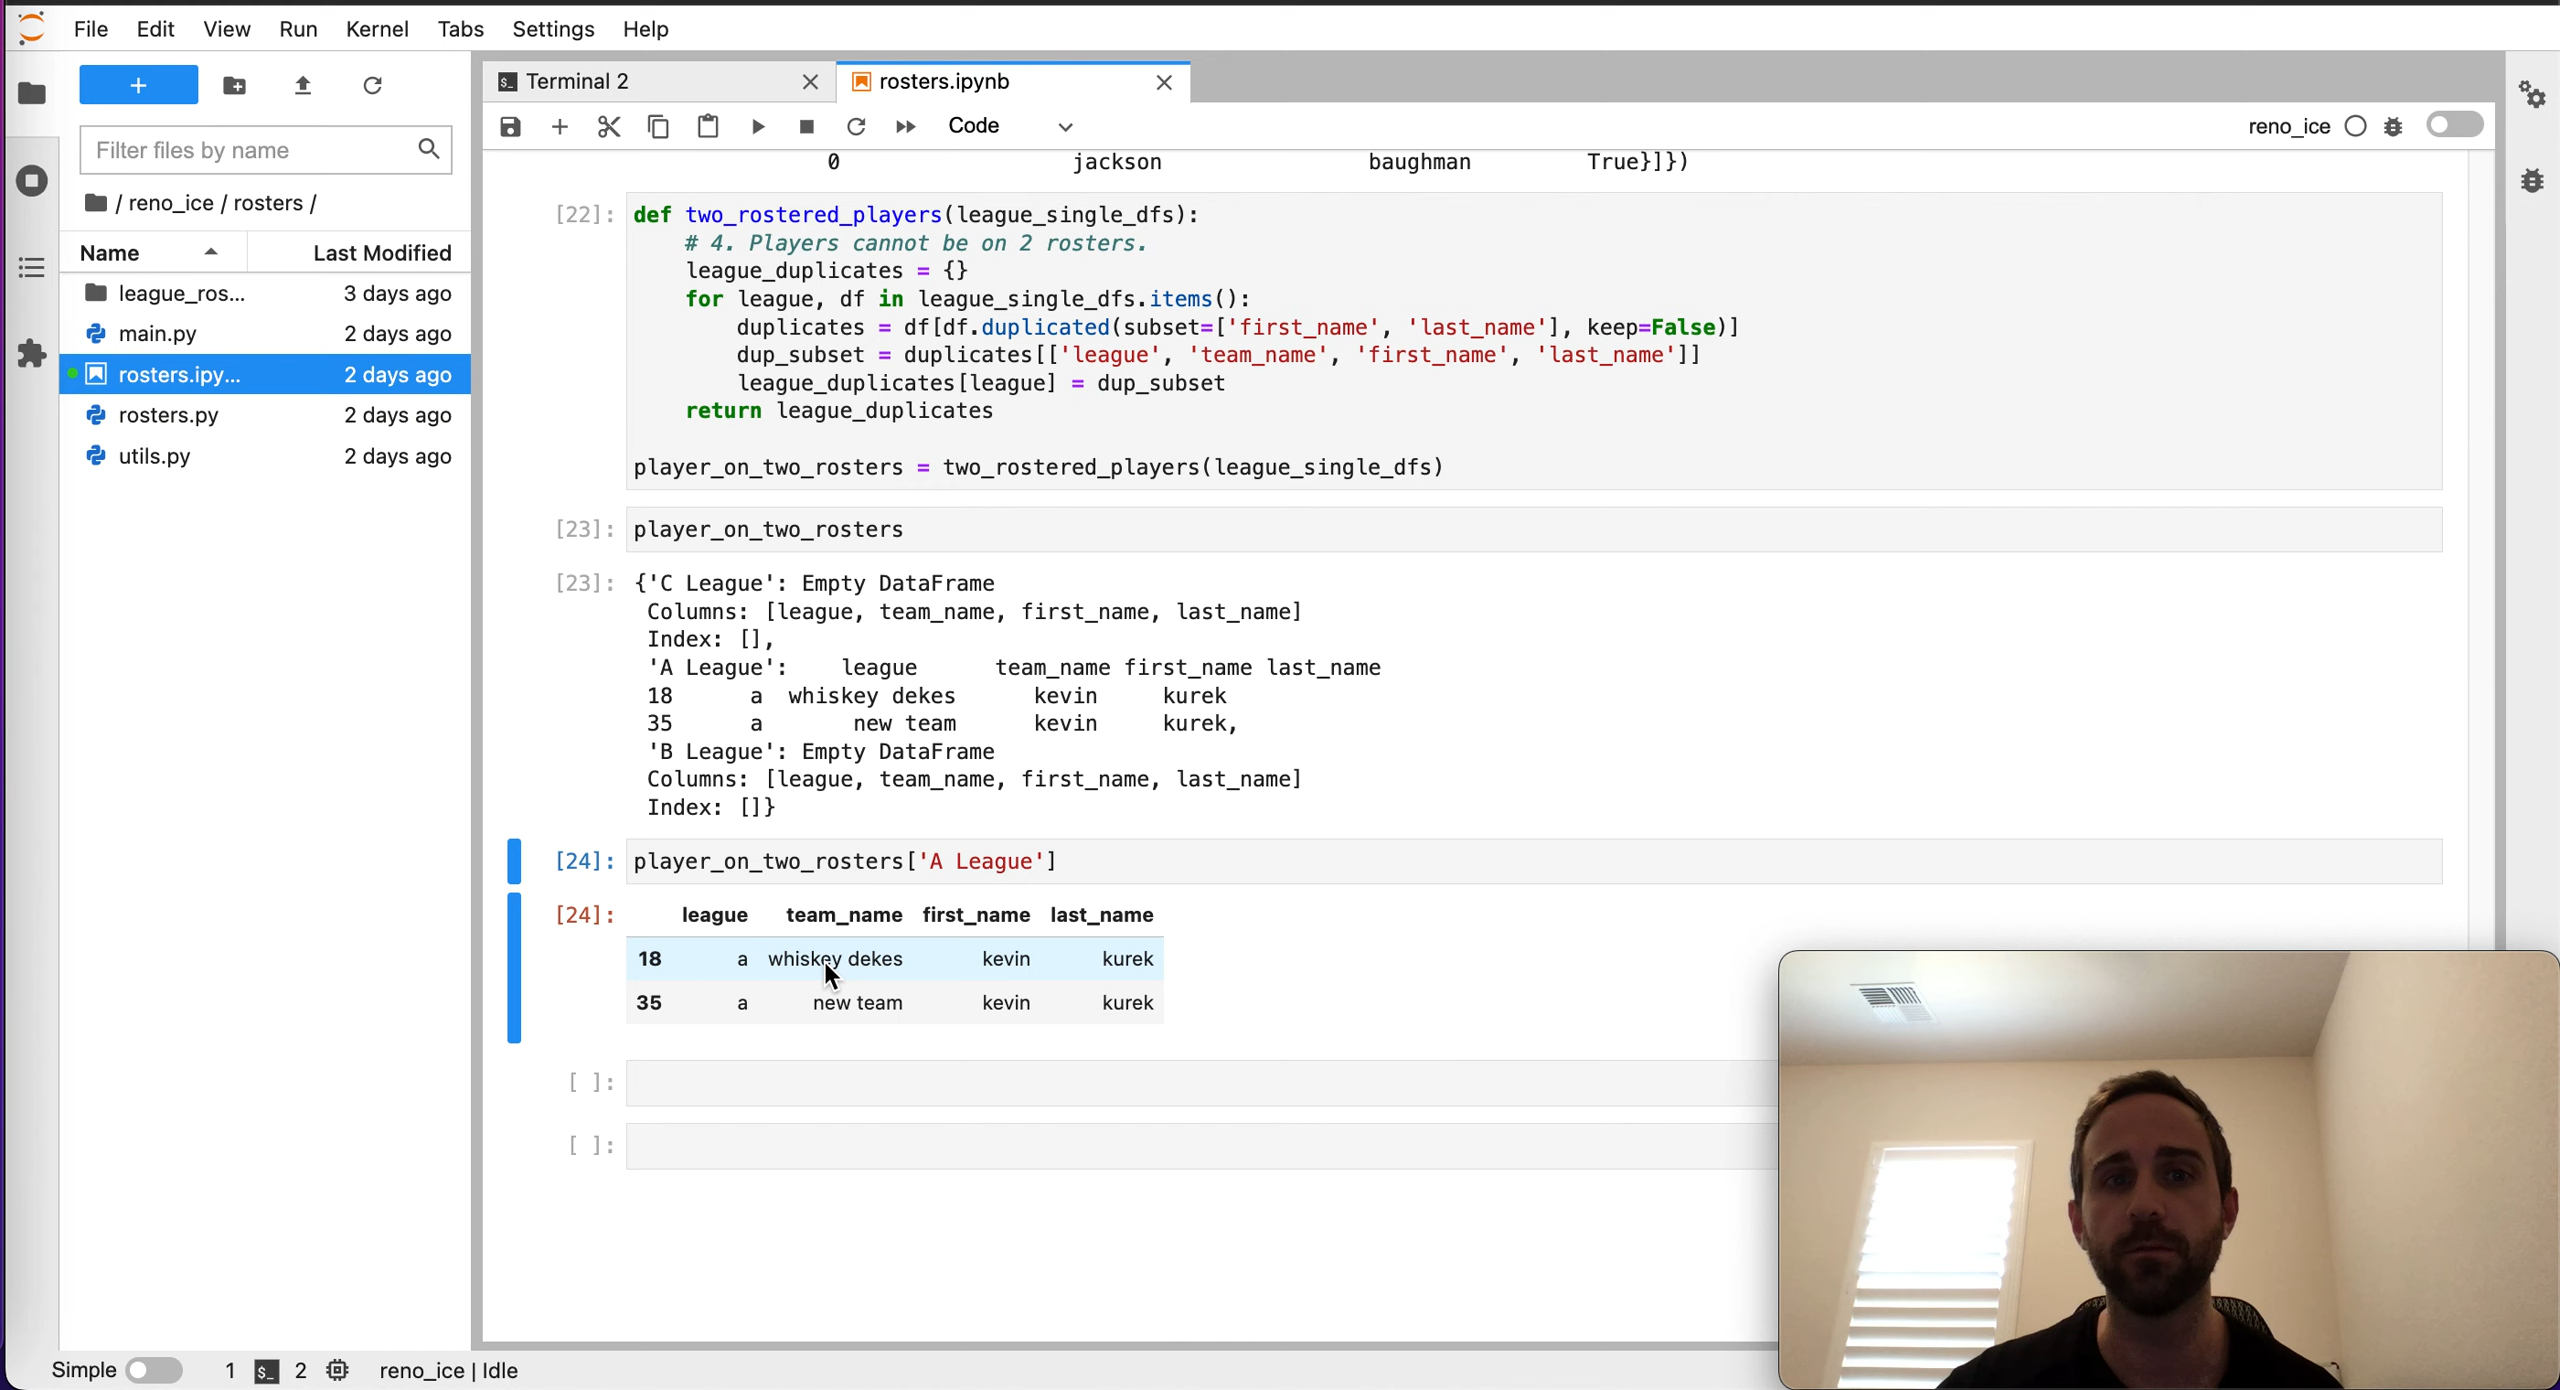 File Edit View Run Kernel Tabs Settings Help
Filter files by name
/ reno_ice / rosters /
Name Last Modified
league_ros... 3 days ago
main.py 2 days ago
rosters.ipy... 2 days ago
rosters.py 2 days ago
utils.py 2 days ago
Terminal 2
rosters.ipynb
Code
reno_ice
0 jackson baughman True}]})
[22]: def two_rostered_players(league_single_dfs):
# 4. Players cannot be on 2 rosters.
league_duplicates = {}
for league, df in league_single_dfs.items():
duplicates = df[df.duplicated(subset=['first_name', 'last_name'], keep=False)]
dup_subset = duplicates[['league', 'team_name', 'first_name', 'last_name']]
league_duplicates[league] = dup_subset
return league_duplicates
player_on_two_rosters = two_rostered_players(league_single_dfs)
[23]: player_on_two_rosters
[23]: {'C League': Empty DataFrame
Columns: [league, team_name, first_name, last_name]
Index: [],
'A League': league team_name first_name last_name
18 a whiskey dekes kevin kurek
35 a new team kevin kurek,
'B League': Empty DataFrame
Columns: [league, team_name, first_name, last_name]
Index: []}
[24]: player_on_two_rosters['A League']
[24]: league team_name first_name last_name
18 a whiskey dekes kevin kurek
35 a new team kevin kurek
[ ]:
[ ]:
Simple 1 $_ 2 reno_ice | Idle